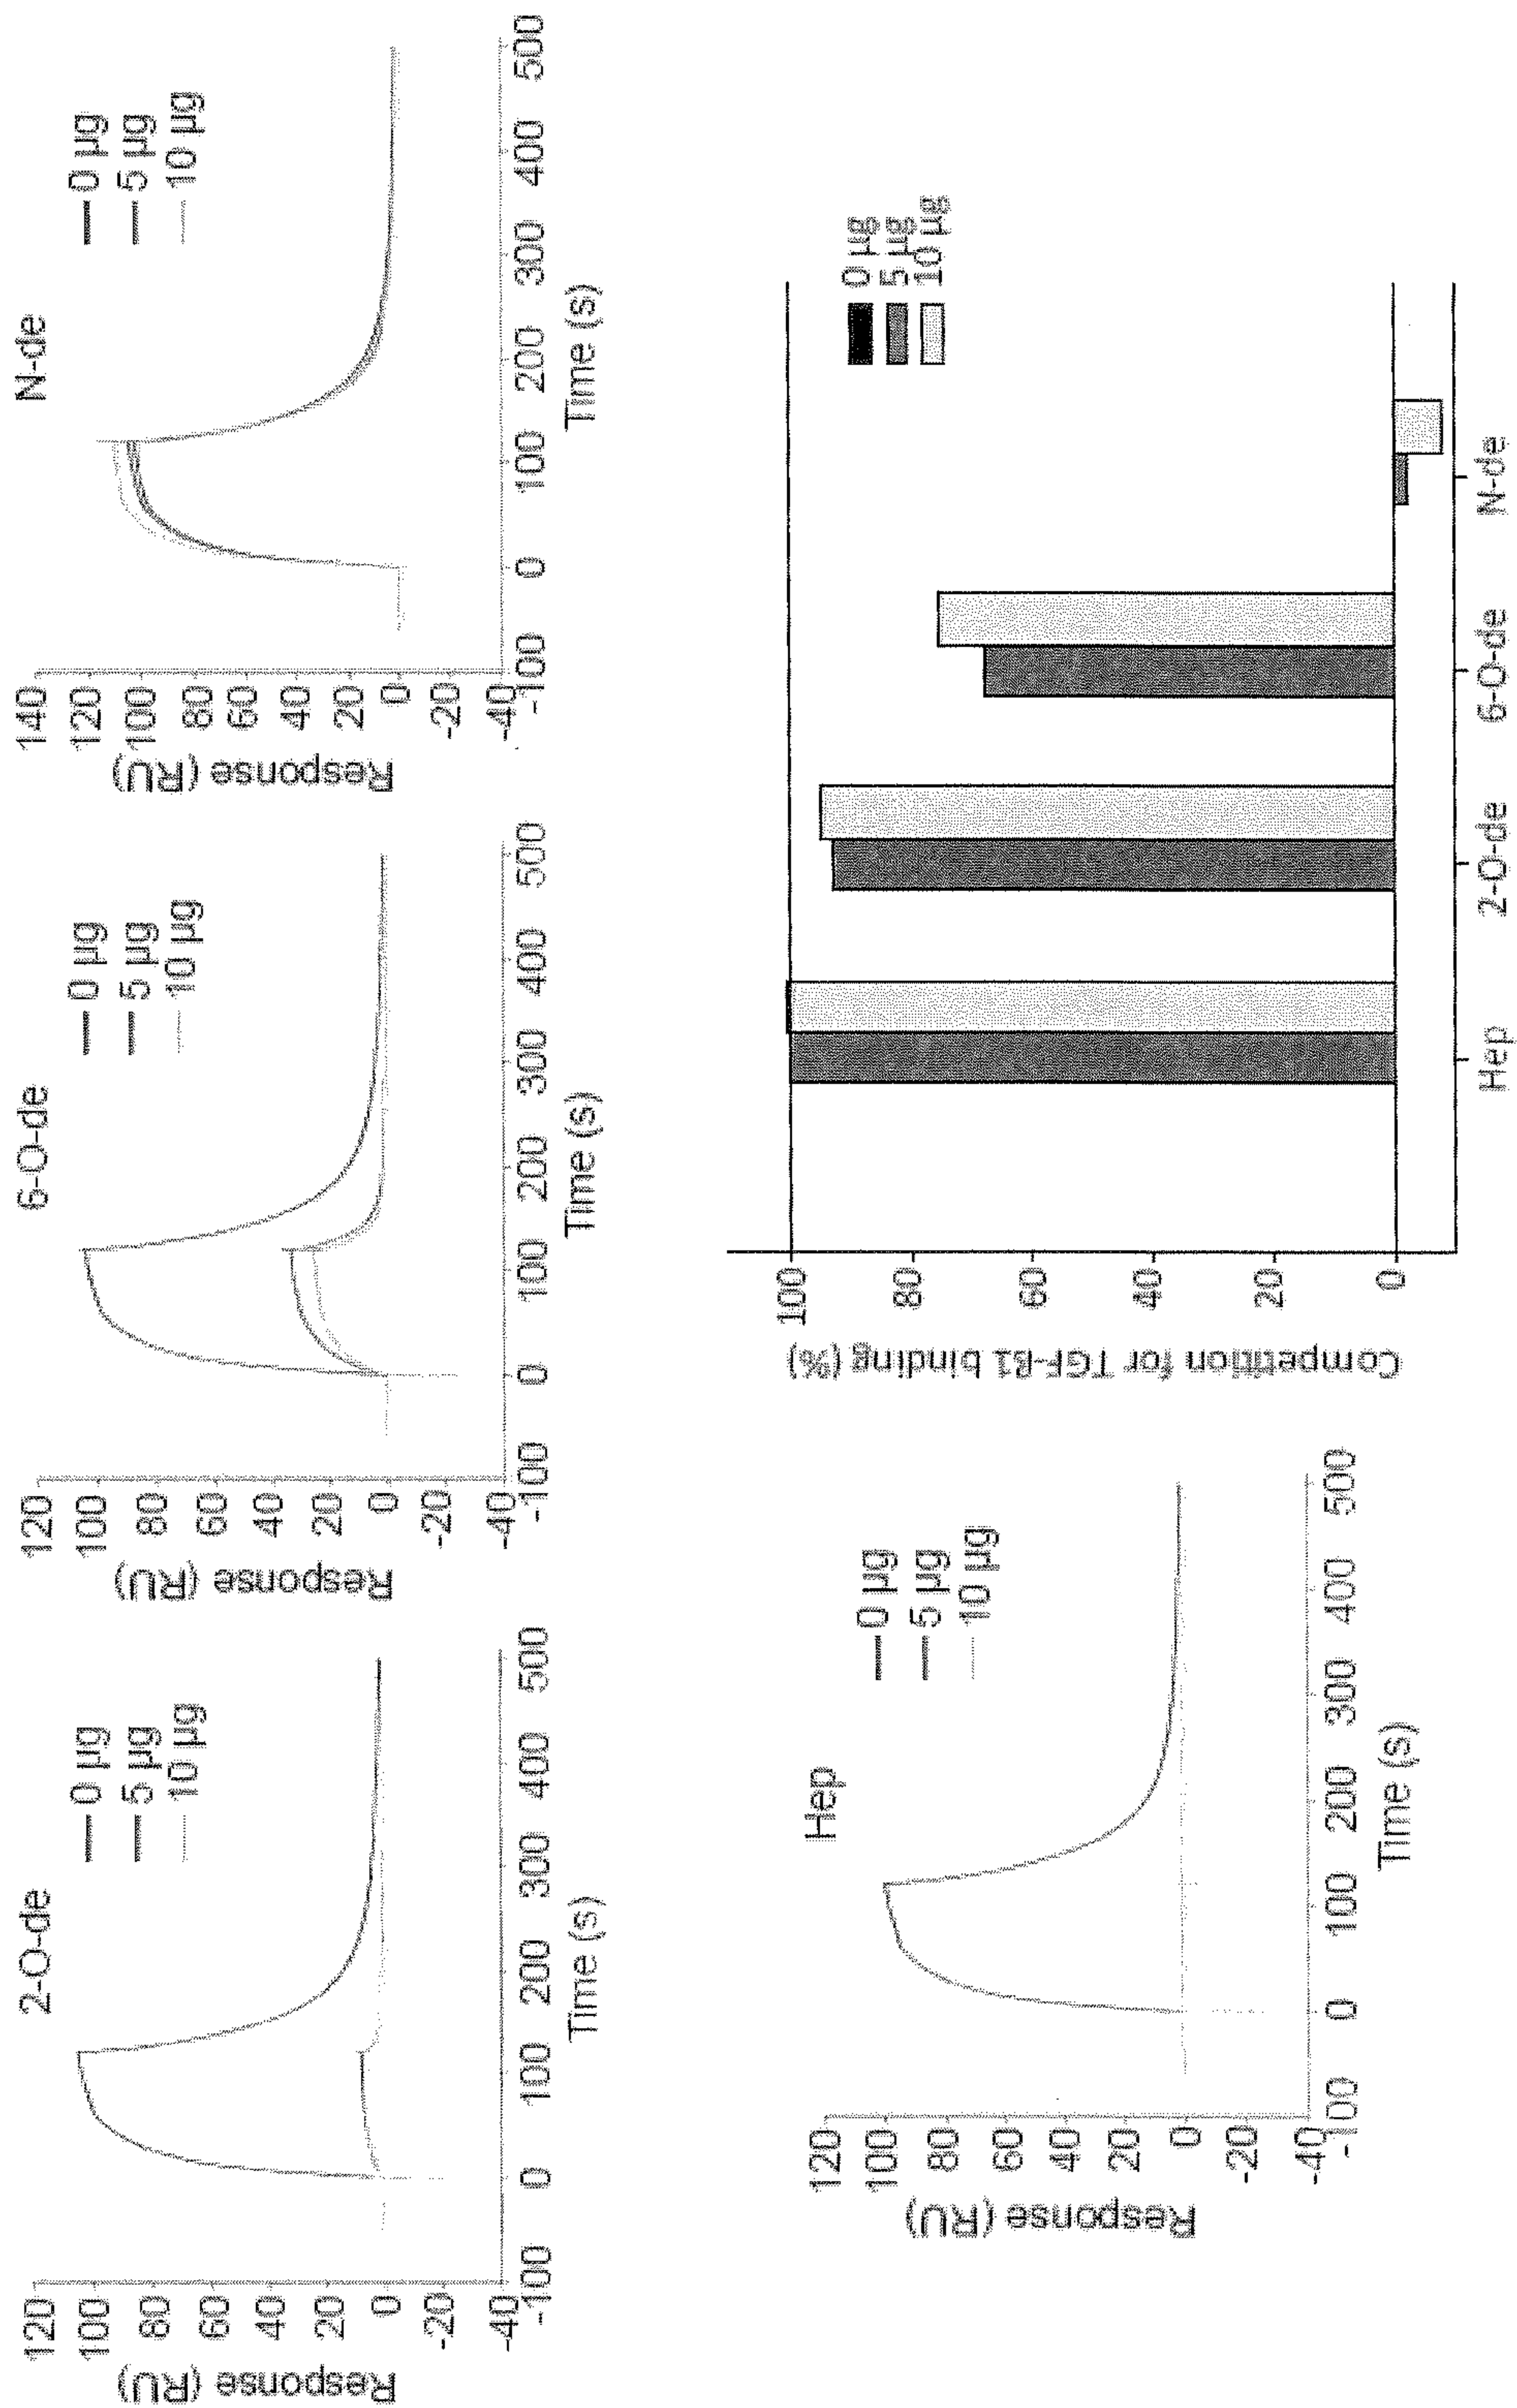 2-O-de
0 µg
5 µg
10 µg
Response (RU)
120
100
80
60
40
20
0
-20
-40
-100
0
100
200
300
400
500
Time (s)
6-O-de
0 µg
5 µg
10 µg
Response (RU)
120
100
80
60
40
20
0
-20
-40
-100
0
100
200
300
400
500
Time (s)
N-de
0 µg
5 µg
10 µg
Response (RU)
140
120
100
80
60
40
20
0
-20
-40
-100
0
100
200
300
400
500
Time (s)
Hep
0 µg
5 µg
10 µg
Response (RU)
120
100
80
60
40
20
0
-20
-40
-100
0
100
200
300
400
500
Time (s)
Competition for TGF-ß1 binding (%)
100
80
60
40
20
0
Hep
2-O-de
6-O-de
N-de
0 µg
5 µg
10 µg